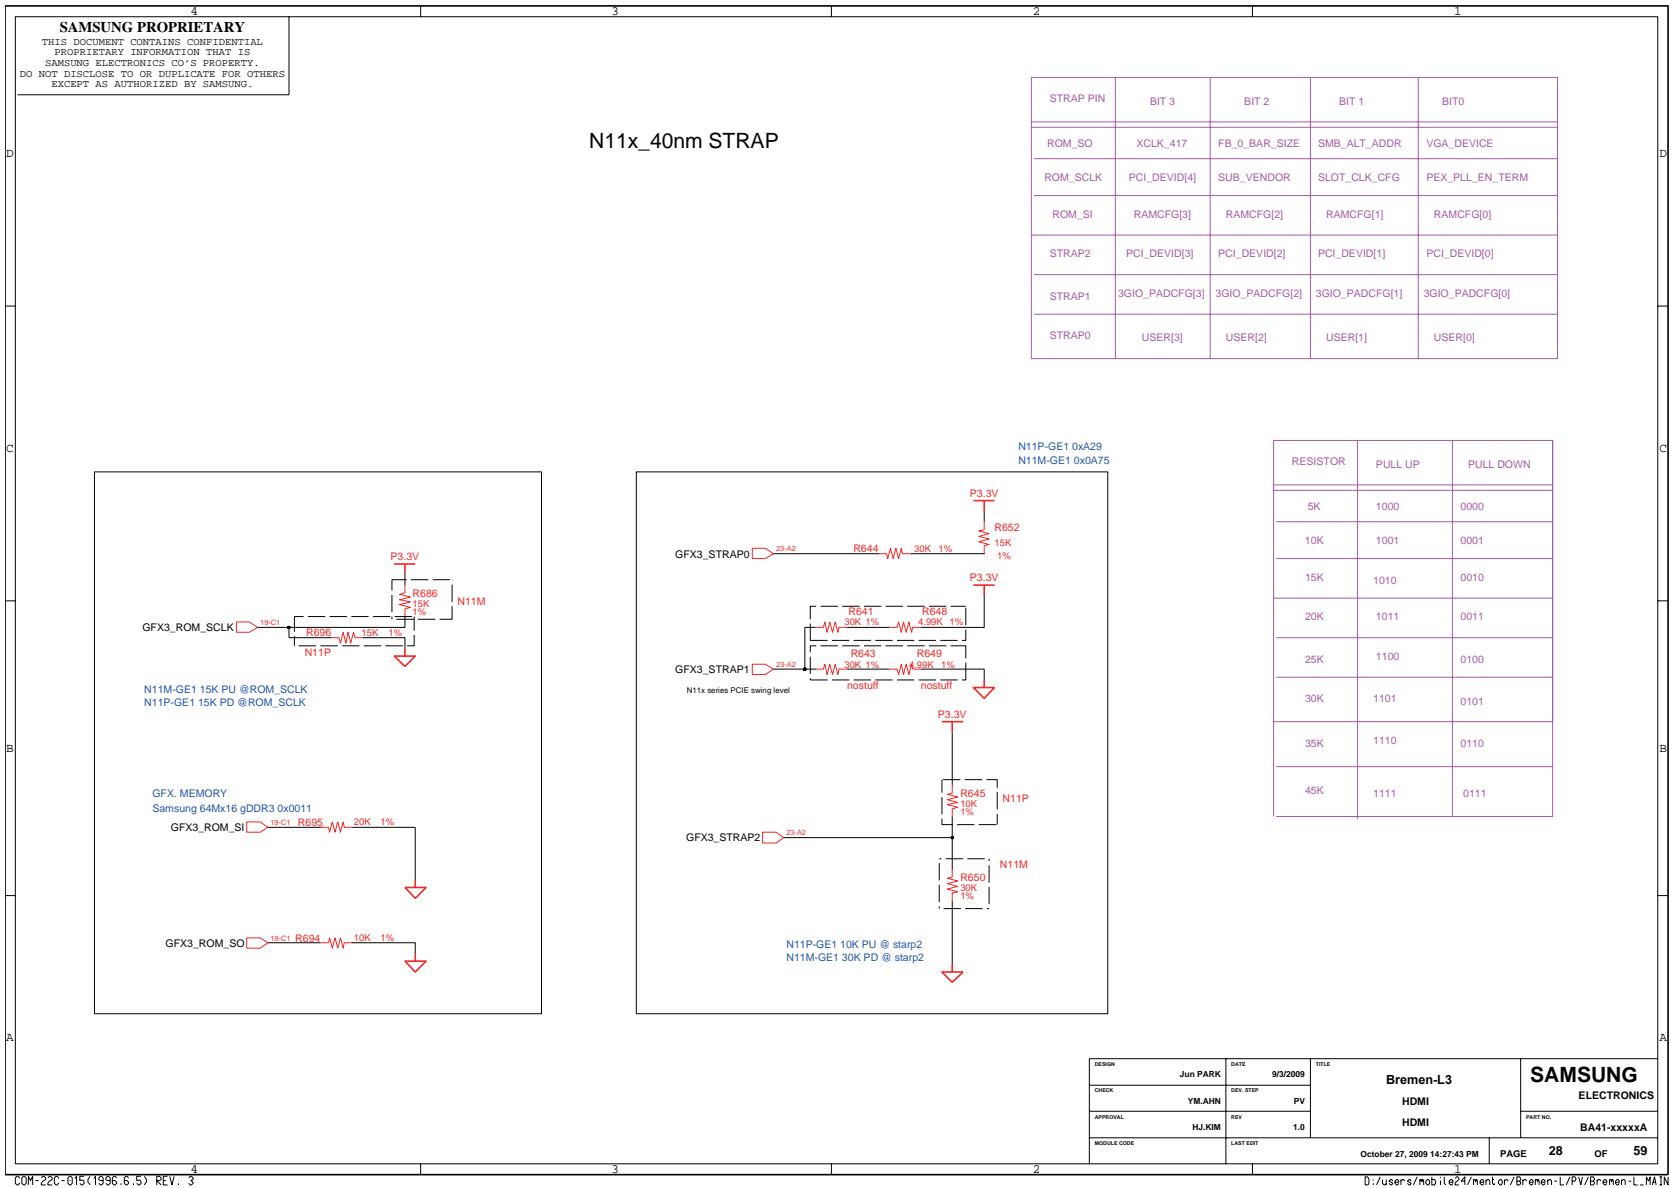 4 3 2 1
SAMSUNG PROPRIETARY
THIS DOCUMENT CONTAINS CONFIDENTIAL
PROPRIETARY INFORMATION THAT IS
SAMSUNG ELECTRONICS CO'S PROPERTY.
DO NOT DISCLOSE TO OR DUPLICATE FOR OTHERS
EXCEPT AS AUTHORIZED BY SAMSUNG.
N11x_40nm STRAP
D D
STRAP PIN BIT 3 BIT 2 BIT 1 BIT0
ROM_SO XCLK_417 FB_0_BAR_SIZE SMB_ALT_ADDR VGA_DEVICE
ROM_SCLK PCI_DEVID[4] SUB_VENDOR SLOT_CLK_CFG PEX_PLL_EN_TERM
ROM_SI RAMCFG[3] RAMCFG[2] RAMCFG[1] RAMCFG[0]
STRAP2 PCI_DEVID[3] PCI_DEVID[2] PCI_DEVID[1] PCI_DEVID[0]
STRAP1 3GIO_PADCFG[3] 3GIO_PADCFG[2] 3GIO_PADCFG[1] 3GIO_PADCFG[0]
STRAP0 USER[3] USER[2] USER[1] USER[0]
C C
P3.3V
R686
15K
1%
N11M
GFX3_ROM_SCLK 19-C1
R696 15K 1%
N11P
N11M-GE1 15K PU @ROM_SCLK
N11P-GE1 15K PD @ROM_SCLK
GFX. MEMORY
Samsung 64Mx16 gDDR3 0x0011
GFX3_ROM_SI 19-C1 R695 20K 1%
GFX3_ROM_SO 19-C1 R694 10K 1%
N11P-GE1 0xA29
N11M-GE1 0x0A75
P3.3V
R652
15K
1%
GFX3_STRAP0 23-A2 R644 30K 1%
P3.3V
R641 R648
30K 1% 4.99K 1%
R643 R649
GFX3_STRAP1 23-A2 30K 1% 4.99K 1%
nostuff nostuff
N11x series PCIE swing level
P3.3V
R645
10K
1%
N11P
GFX3_STRAP2 23-A2
N11M
R650
30K
1%
N11P-GE1 10K PU @ starp2
N11M-GE1 30K PD @ starp2
RESISTOR PULL UP PULL DOWN
5K 1000 0000
10K 1001 0001
15K 1010 0010
20K 1011 0011
25K 1100 0100
30K 1101 0101
35K 1110 0110
45K 1111 0111
B B
A A
DESIGN Jun PARK DATE 9/3/2009 TITLE Bremen-L3
CHECK YM.AHN DEV. STEP PV HDMI
APPROVAL HJ.KIM REV 1.0 HDMI
SAMSUNG
ELECTRONICS
PART NO. BA41-xxxxxA
MODULE CODE LAST EDIT October 27, 2009 14:27:43 PM PAGE 28 OF 59
4 3 2 1
COM-22C-015(1996.6.5) REV. 3
D:/users/mobile24/mentor/Bremen-L/PV/Bremen-L_MAIN